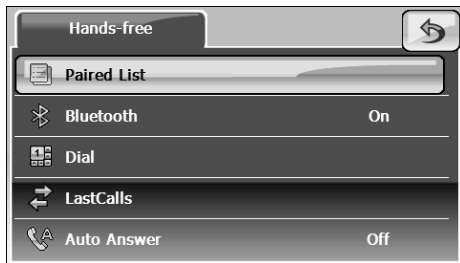 Hands-free
Paired List
Bluetooth On
Dial
LastCalls
Auto Answer Off